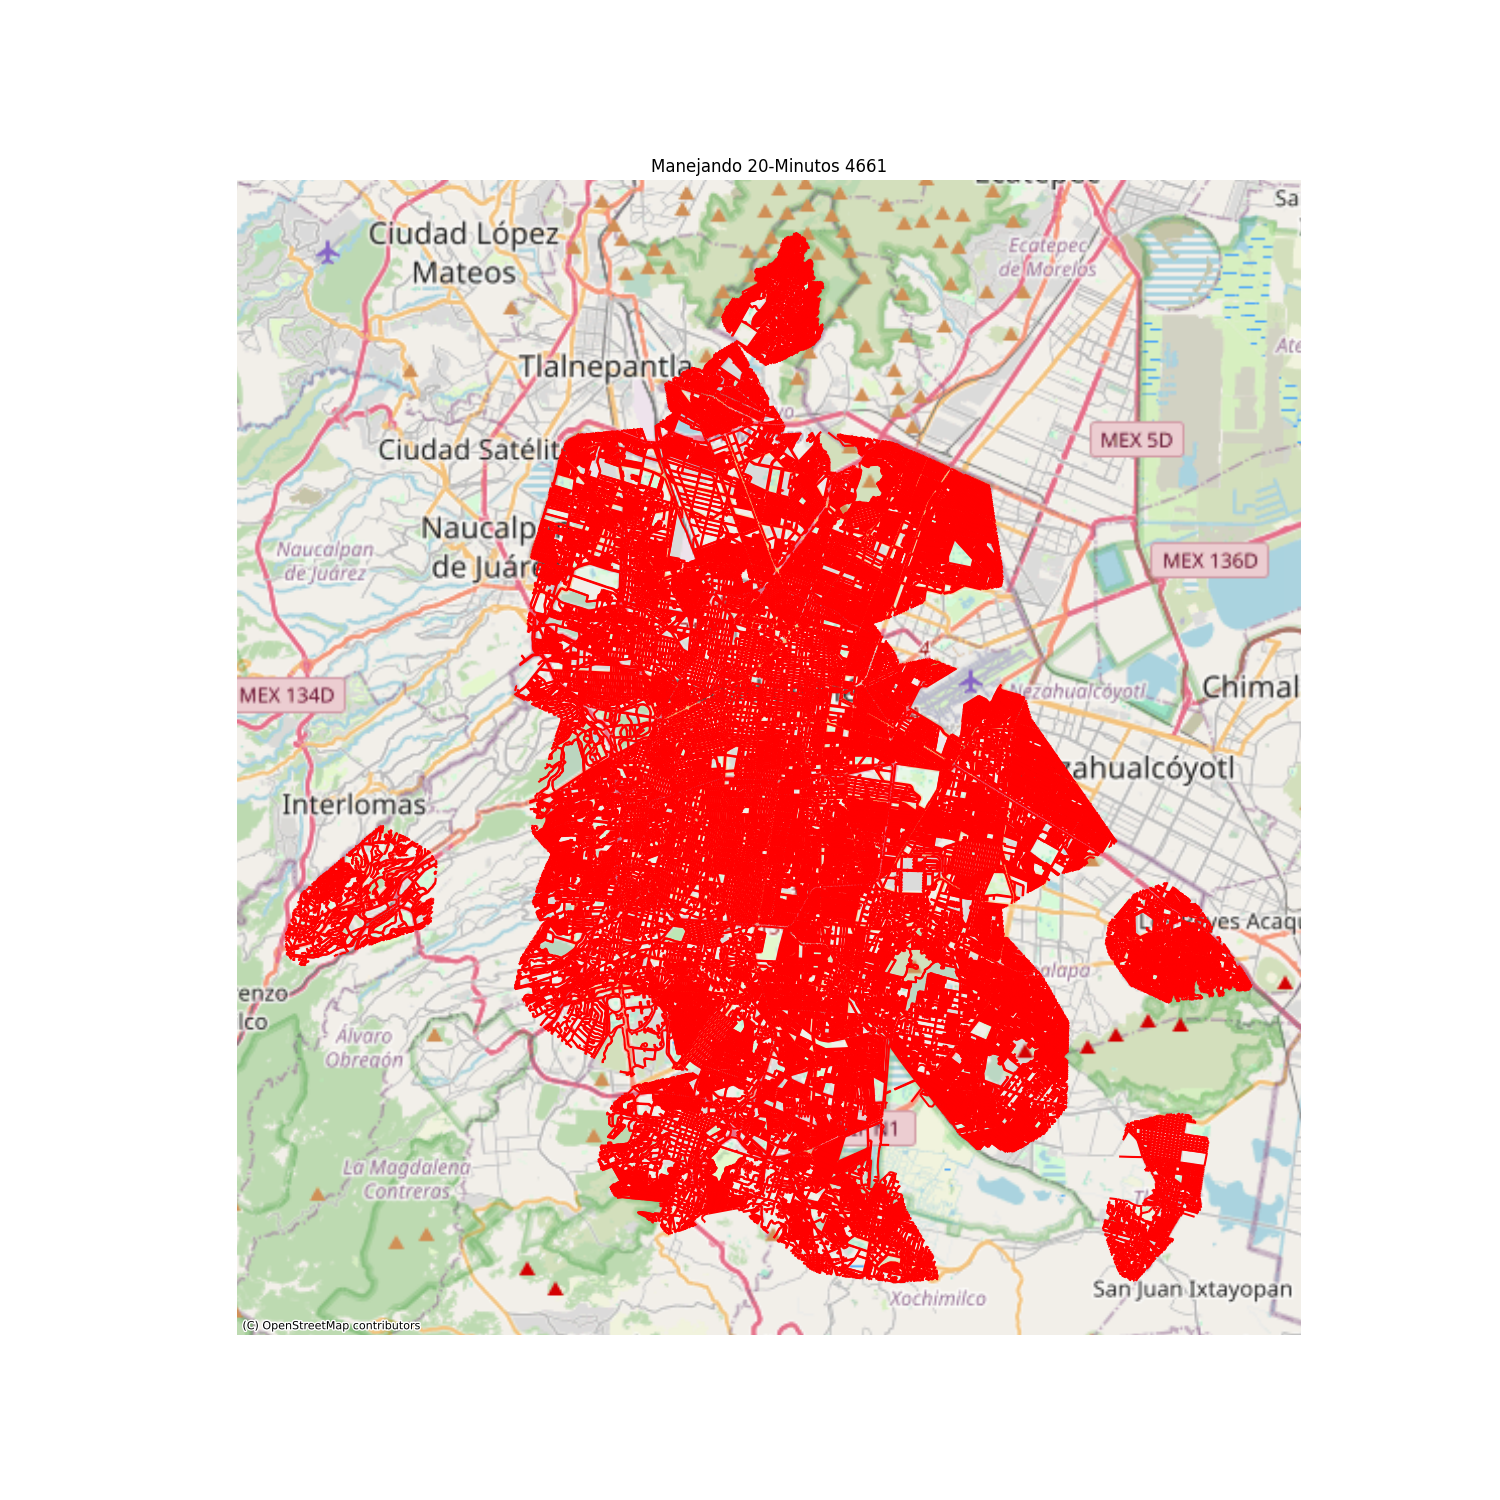 Manejando 20-Minutos 4661
Ecatepec
Sa
Ciudad López
Mateos
Ecatepec
de Morelos
Ate
Tlalnepantla
MEX 5D
Ciudad Satélit
Naucalp
de Juáre
Naucalpan
de Juárez
MEX 136D
4
MEX 134D
Nezahualcóyotl
Chimal
zahualcóyotl
Interlomas
Reyes Acaqu
alapa
enzo
lco
Álvaro
Obregón
N1
La Magdalena
Contreras
San Juan Ixtayopan
Xochimilco
(C) OpenStreetMap contributors